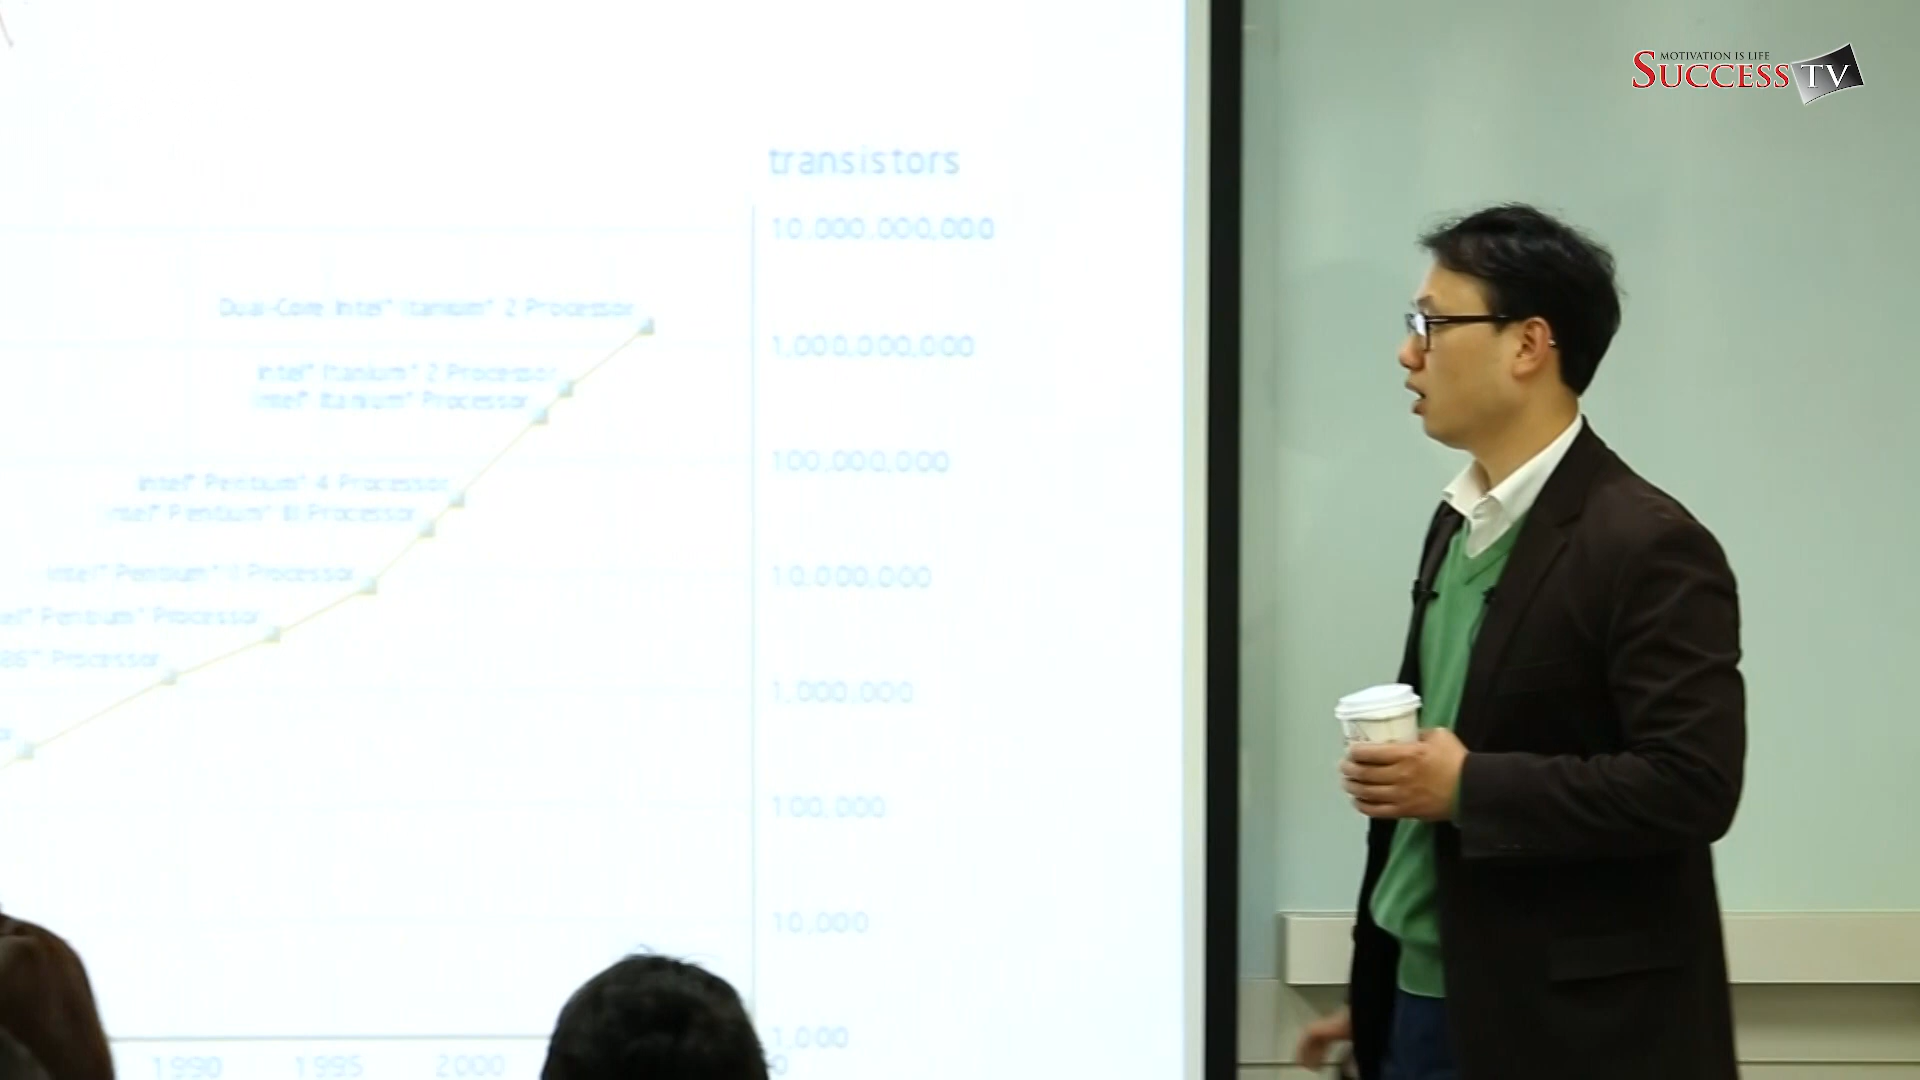 MOTIVATION IS LIFE
SUCCESS TV
transistors
10,000,000,000
Dual-Core Intel® Itanium® 2 Processor
1,000,000,000
Intel® Itanium® 2 Processor
Intel® Itanium® Processor
100,000,000
Intel® Pentium® 4 Processor
Intel® Pentium® III Processor
10,000,000
Intel® Pentium® II Processor
Pentium® Processor
Processor
1,000,000
100,000
10,000
1,000
1990 1995 2000